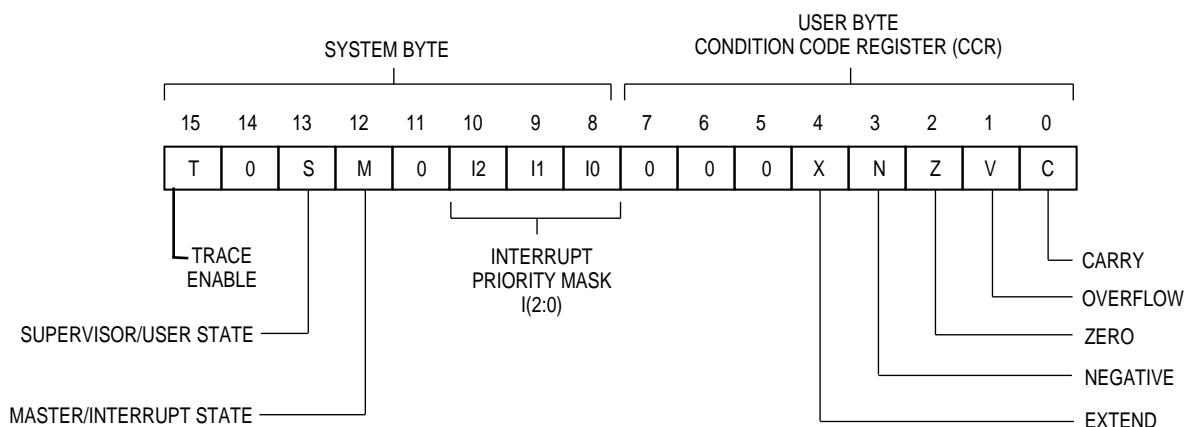 USER BYTE
SYSTEM BYTE
CONDITION CODE REGISTER (CCR)
15 14 13 12 11 10 9 8 7 6 5 4 3 2 1 0
T 0 S M 0 I2 I1 I0 0 0 0 X N Z V C
TRACE
ENABLE
INTERRUPT
PRIORITY MASK
I(2:0)
CARRY
OVERFLOW
SUPERVISOR/USER STATE
ZERO
NEGATIVE
MASTER/INTERRUPT STATE
EXTEND